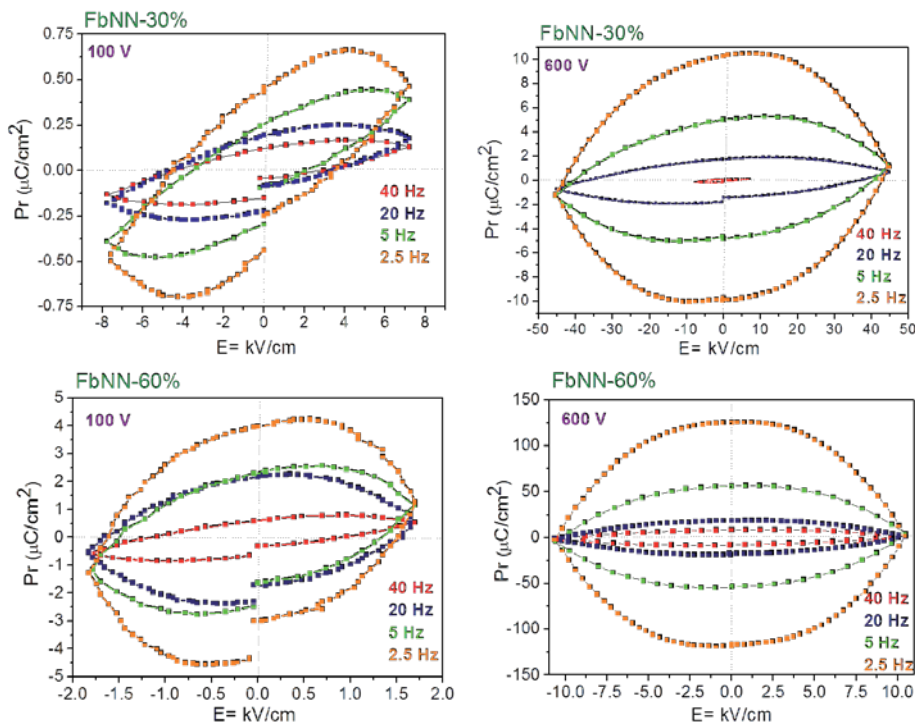 FbNN-30%
100 V
0.75
0.50
0.25
0.00
-0.25
-0.50
-0.75
Pr (μC/cm²)
40 Hz
20 Hz
5 Hz
2.5 Hz
-8 -6 -4 -2 0 2 4 6 8
E= kV/cm
FbNN-30%
600 V
10
8
6
4
2
0
-2
-4
-6
-8
-10
Pr (μC/cm²)
40 Hz
20 Hz
5 Hz
2.5 Hz
-50 -40 -30 -20 -10 0 10 20 30 40 50
E= kV/cm
FbNN-60%
100 V
5
4
3
2
1
0
-1
-2
-3
-4
-5
Pr (μC/cm²)
40 Hz
20 Hz
5 Hz
2.5 Hz
-2.0 -1.5 -1.0 -0.5 0.0 0.5 1.0 1.5 2.0
E= kV/cm
FbNN-60%
600 V
150
100
50
0
-50
-100
-150
Pr (μC/cm²)
40 Hz
20 Hz
5 Hz
2.5 Hz
-10.0 -7.5 -5.0 -2.5 0.0 2.5 5.0 7.5 10.0
E= kV/cm